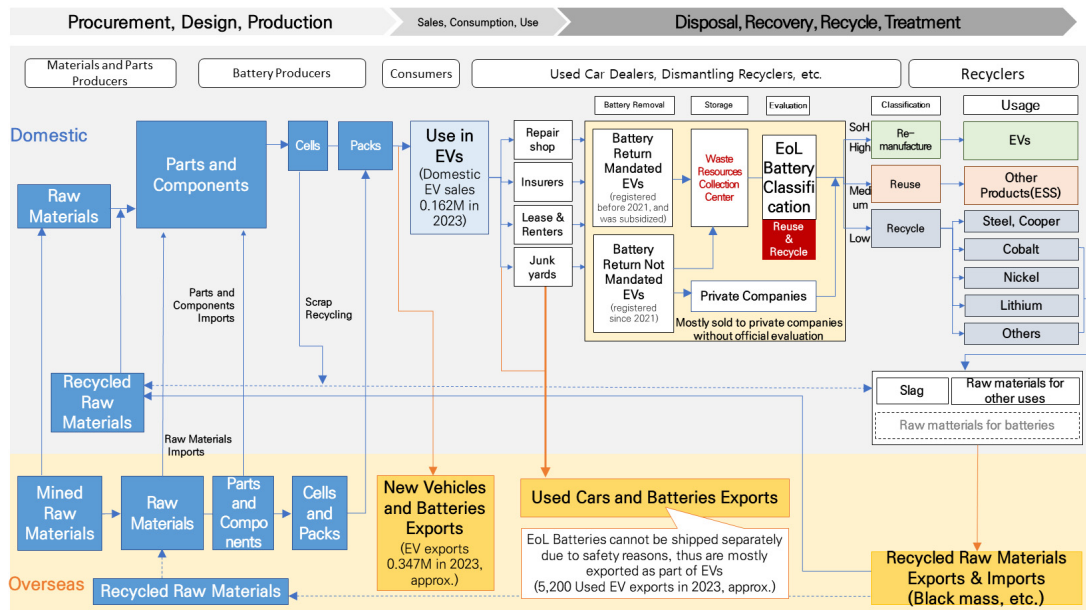 Procurement, Design, Production
Sales, Consumption, Use
Disposal, Recovery, Recycle, Treatment
Materials and Parts
Producers
Battery Producers
Consumers
Used Car Dealers, Dismantling Recyclers, etc.
Recyclers
Battery Removal
Storage
Evaluation
Classification
Usage
Domestic
Raw
Materials
Parts and
Components
Cells
Packs
Use in
EVs
(Domestic
EV sales
0.162M in
2023)
Repair
shop
Insurers
Lease &
Renters
Junk
yards
Battery
Return
Mandated
EVs
(registered
before 2021, and
was subsidized)
Battery
Return Not
Mandated
EVs
(registered
since 2021)
Waste
Resources
Collection
Center
EoL
Battery
Classifi
cation
Reuse
&
Recycle
Private Companies
Mostly sold to private companies
without official evaluation
SoH
High
Med
um
Low
Re-
manufacture
Reuse
Recycle
EVs
Other
Products(ESS)
Steel, Cooper
Cobalt
Nickel
Lithium
Others
Parts and
Components
Imports
Scrap
Recycling
Recycled
Raw
Materials
Raw Materials
Imports
Slag
Raw materials for
other uses
Raw matterials for batteries
Mined
Raw
Materials
Raw
Materials
Parts
and
Compo
nents
Cells
and
Packs
New Vehicles
and Batteries
Exports
(EV exports
0.347M in 2023,
approx.)
Used Cars and Batteries Exports
EoL Batteries cannot be shipped separately
due to safety reasons, thus are mostly
exported as part of EVs
(5,200 Used EV exports in 2023, approx.)
Recycled Raw Materials
Exports & Imports
(Black mass, etc.)
Overseas
Recycled Raw Materials